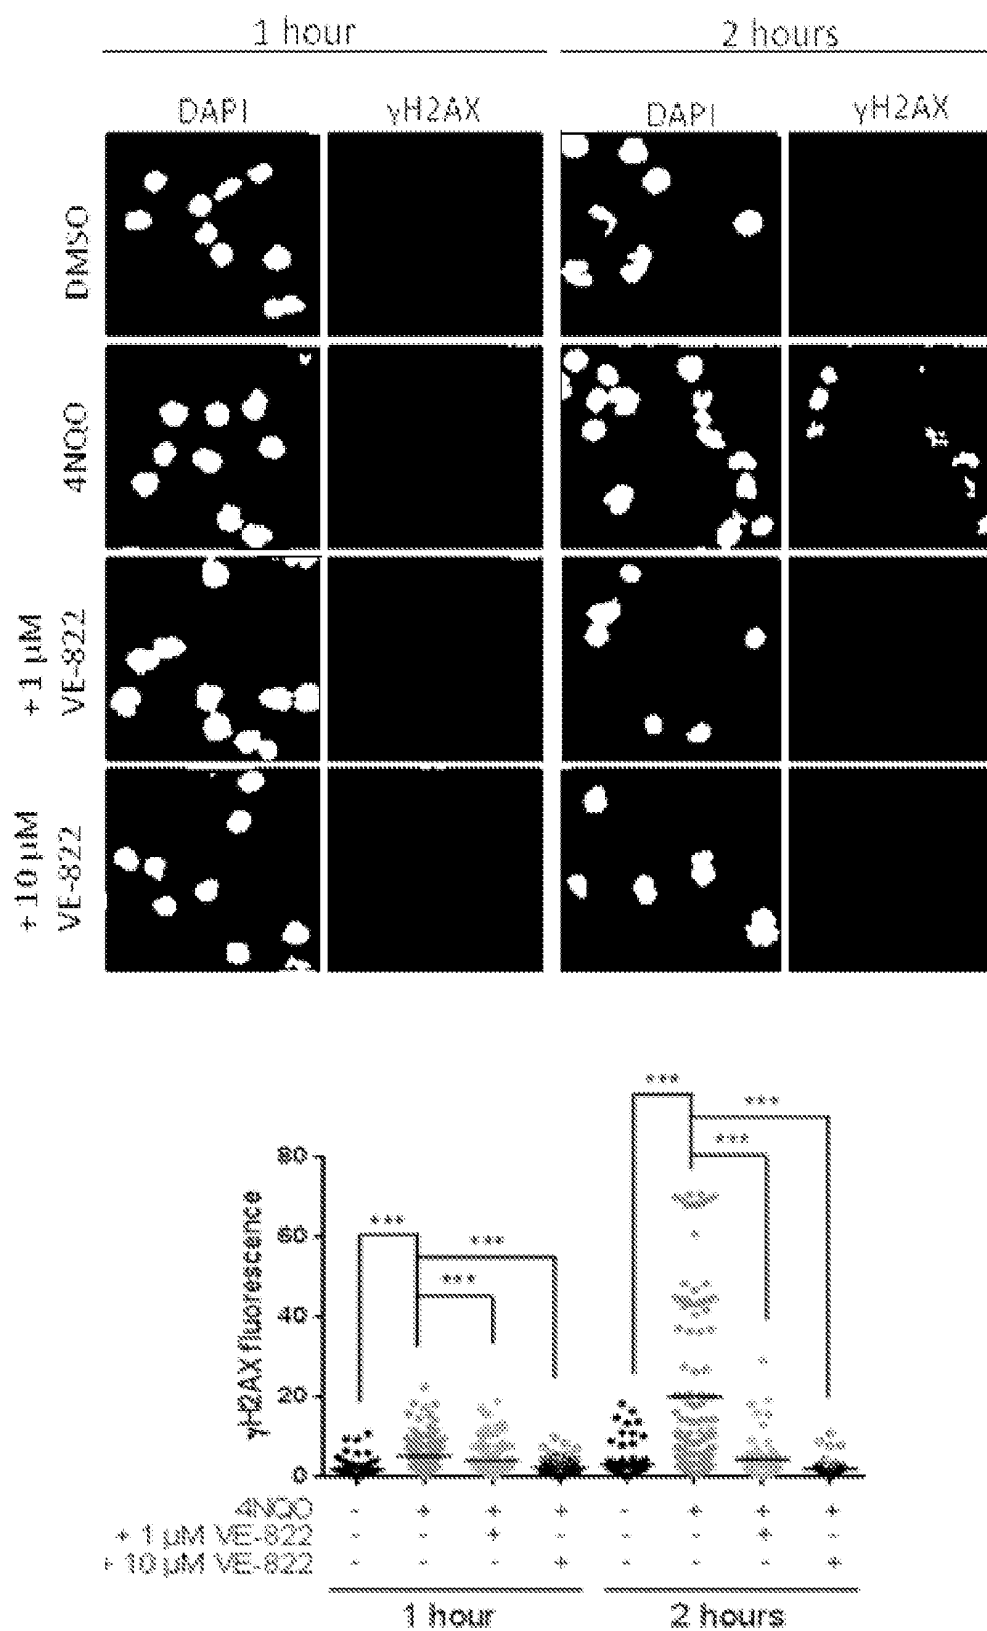 1 hour 2 hours
DAPI γH2AX DAPI γH2AX
DMSO
4NQO
+ 1 μM
VE-822
+10 μM
VE-822
***
***
***
***
***
***
80
60
40
20
0
γH2AX fluorescence
4NQO - + + + - + + +
+ 1 μM VE-822 - - + - - - + -
+ 10 μM VE-822 - - - + - - - +
1 hour 2 hours